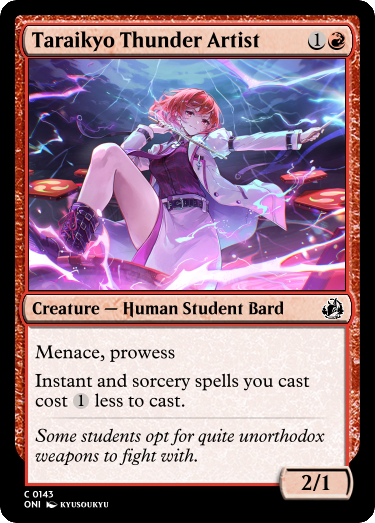 Taraikyo Thunder Artist 1
Creature — Human Student Bard
Menace, prowess
Instant and sorcery spells you cast
cost 1 less to cast.
Some students opt for quite unorthodox
weapons to fight with.
2/1
C 0143
ONI KYUSOUKYU